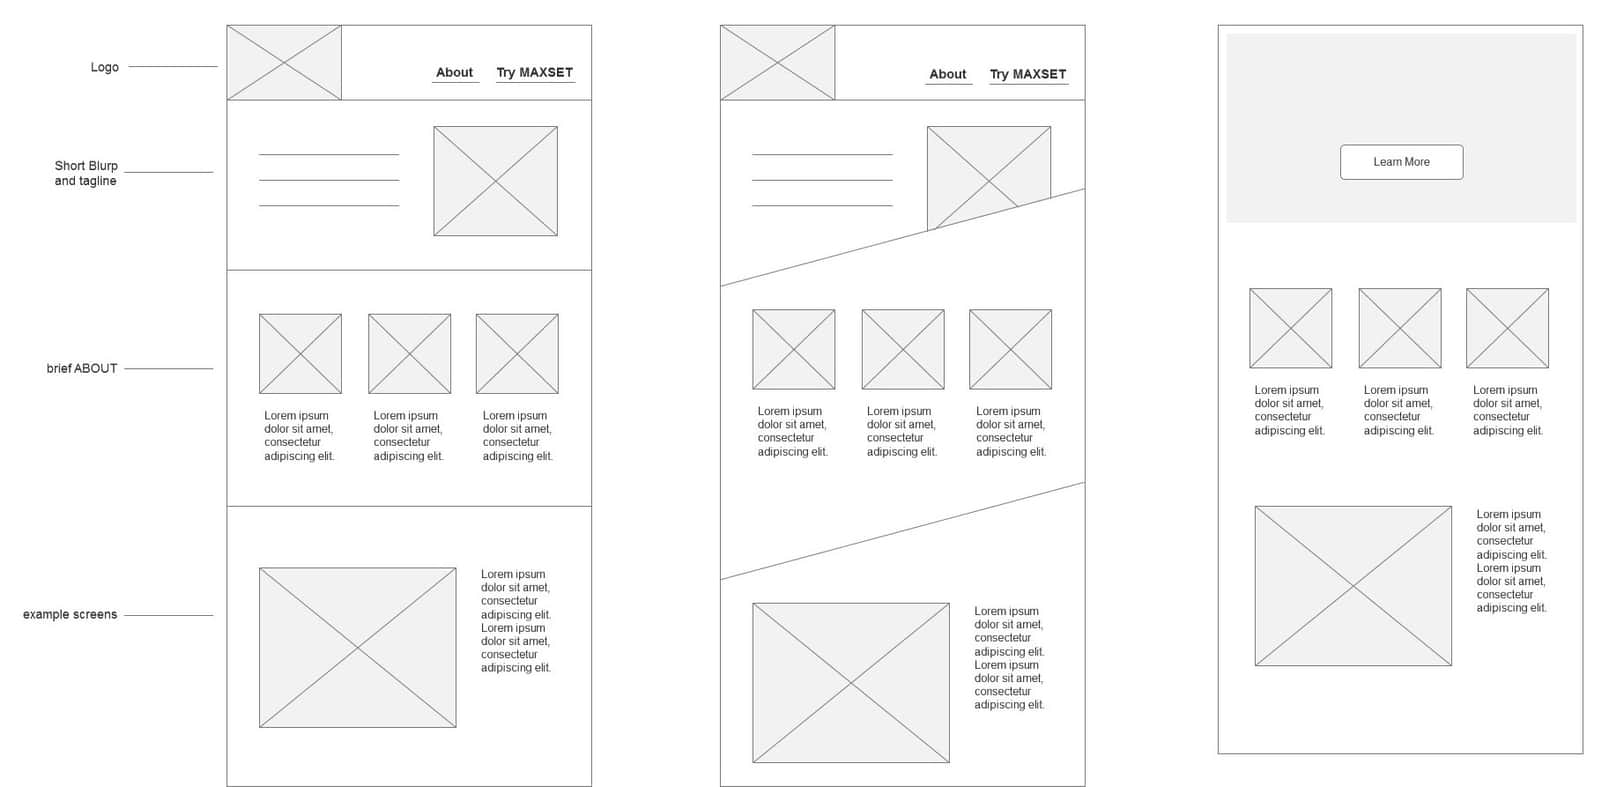 Logo
About
Try MAXSET
Short Blurp
and tagline
brief ABOUT
Lorem ipsum
dolor sit amet,
consectetur
adipiscing elit.
Lorem ipsum
dolor sit amet,
consectetur
adipiscing elit.
Lorem ipsum
dolor sit amet,
consectetur
adipiscing elit.
example screens
Lorem ipsum
dolor sit amet,
consectetur
adipiscing elit.
Lorem ipsum
dolor sit amet,
consectetur
adipiscing elit.
About
Try MAXSET
Lorem ipsum
dolor sit amet,
consectetur
adipiscing elit.
Lorem ipsum
dolor sit amet,
consectetur
adipiscing elit.
Lorem ipsum
dolor sit amet,
consectetur
adipiscing elit.
Lorem ipsum
dolor sit amet,
consectetur
adipiscing elit.
Lorem ipsum
dolor sit amet,
consectetur
adipiscing elit.
Learn More
Lorem ipsum
dolor sit amet,
consectetur
adipiscing elit.
Lorem ipsum
dolor sit amet,
consectetur
adipiscing elit.
Lorem ipsum
dolor sit amet,
consectetur
adipiscing elit.
Lorem ipsum
dolor sit amet,
consectetur
adipiscing elit.
Lorem ipsum
dolor sit amet,
consectetur
adipiscing elit.